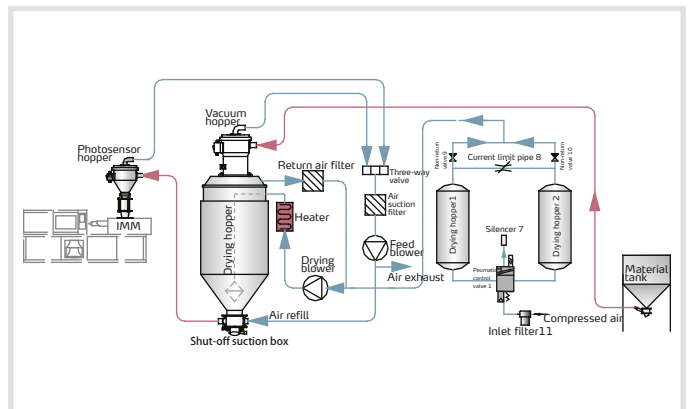 Vacuum
hopper
Photosensor
hopper
Return air filter
Three-way
valve
Non-return
valve 9
Current limit pipe 8
Non-return
valve 10
Air
suction
filter
Heater
IMM
Drying hopper
Drying hopper1
Drying hopper 2
Silencer 7
Feed
blower
Drying
blower
Air exhaust
Peumatic
control
valve 1
Material
tank
Air refill
Compressed air
Inlet filter11
Shut-off suction box